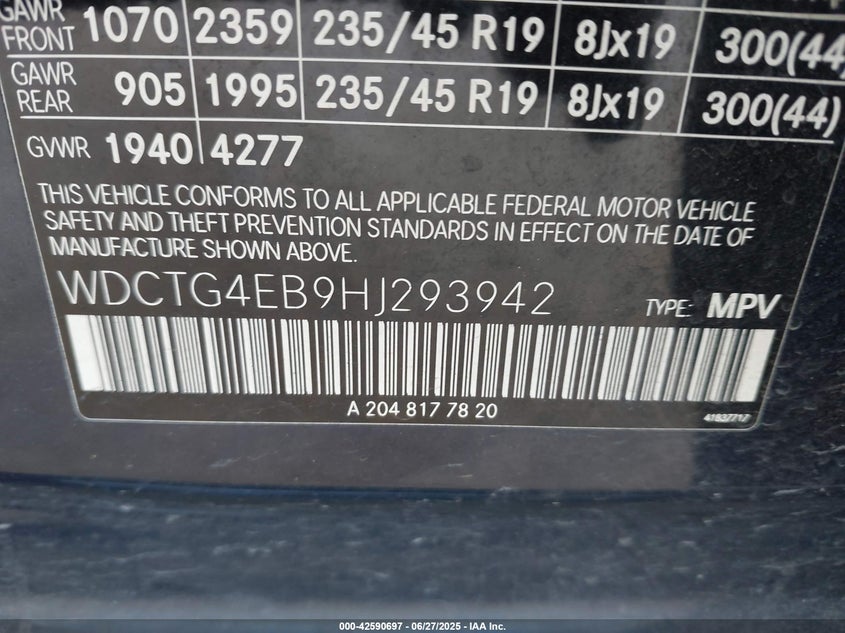 GAWR
FRONT 1070 2359 235/45 R19 8Jx19 300(44)
GAWR
REAR 905 1995 235/45 R19 8Jx19 300(44)
GVWR 1940 4277
THIS VEHICLE CONFORMS TO ALL APPLICABLE FEDERAL MOTOR VEHICLE
SAFETY AND THEFT PREVENTION STANDARDS IN EFFECT ON THE DATE OF
MANUFACTURE SHOWN ABOVE.
WDCTG4EB9HJ293942 TYPE: MPV
A 204 817 78 20 41837717
000-42590697 - 06/27/2025 - IAA Inc.